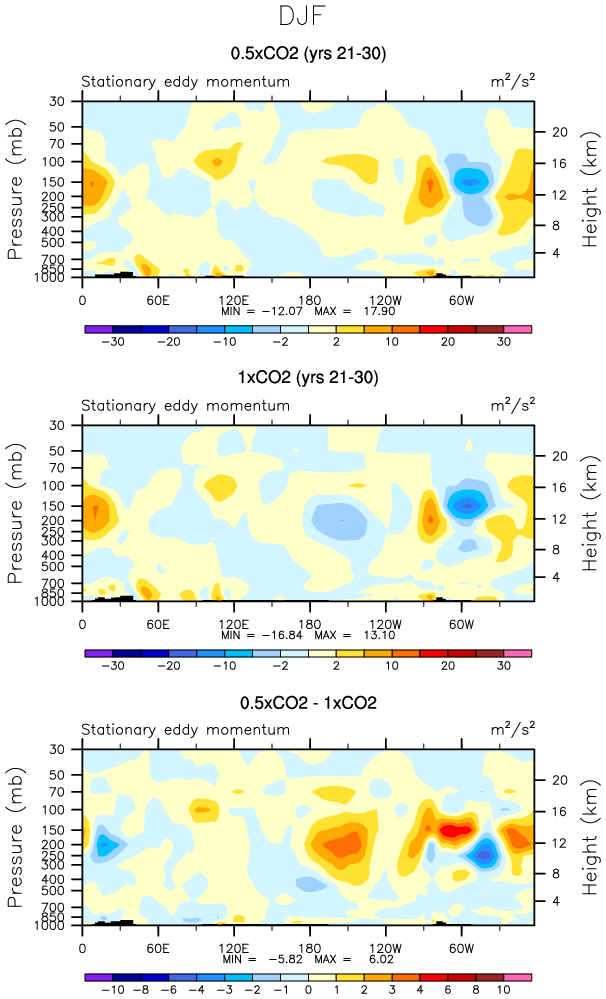 DJF
0.5xCO2 (yrs 21-30)
Stationary eddy momentum m²/s²
Pressure (mb)
30
50
70
100
150
200
250
300
400
500
700
850
1000
Height (km)
20
16
12
8
4
0 60E 120E 180 120W 60W
MIN = −12.07 MAX = 17.90
−30 −20 −10 −2 2 10 20 30
1xCO2 (yrs 21-30)
Stationary eddy momentum m²/s²
Pressure (mb)
30
50
70
100
150
200
250
300
400
500
700
850
1000
Height (km)
20
16
12
8
4
0 60E 120E 180 120W 60W
MIN = −16.84 MAX = 13.10
−30 −20 −10 −2 2 10 20 30
0.5xCO2 - 1xCO2
Stationary eddy momentum m²/s²
Pressure (mb)
30
50
70
100
150
200
250
300
400
500
700
850
1000
Height (km)
20
16
12
8
4
0 60E 120E 180 120W 60W
MIN = −5.82 MAX = 6.02
−10 −8 −6 −4 −3 −2 −1 0 1 2 3 4 6 8 10